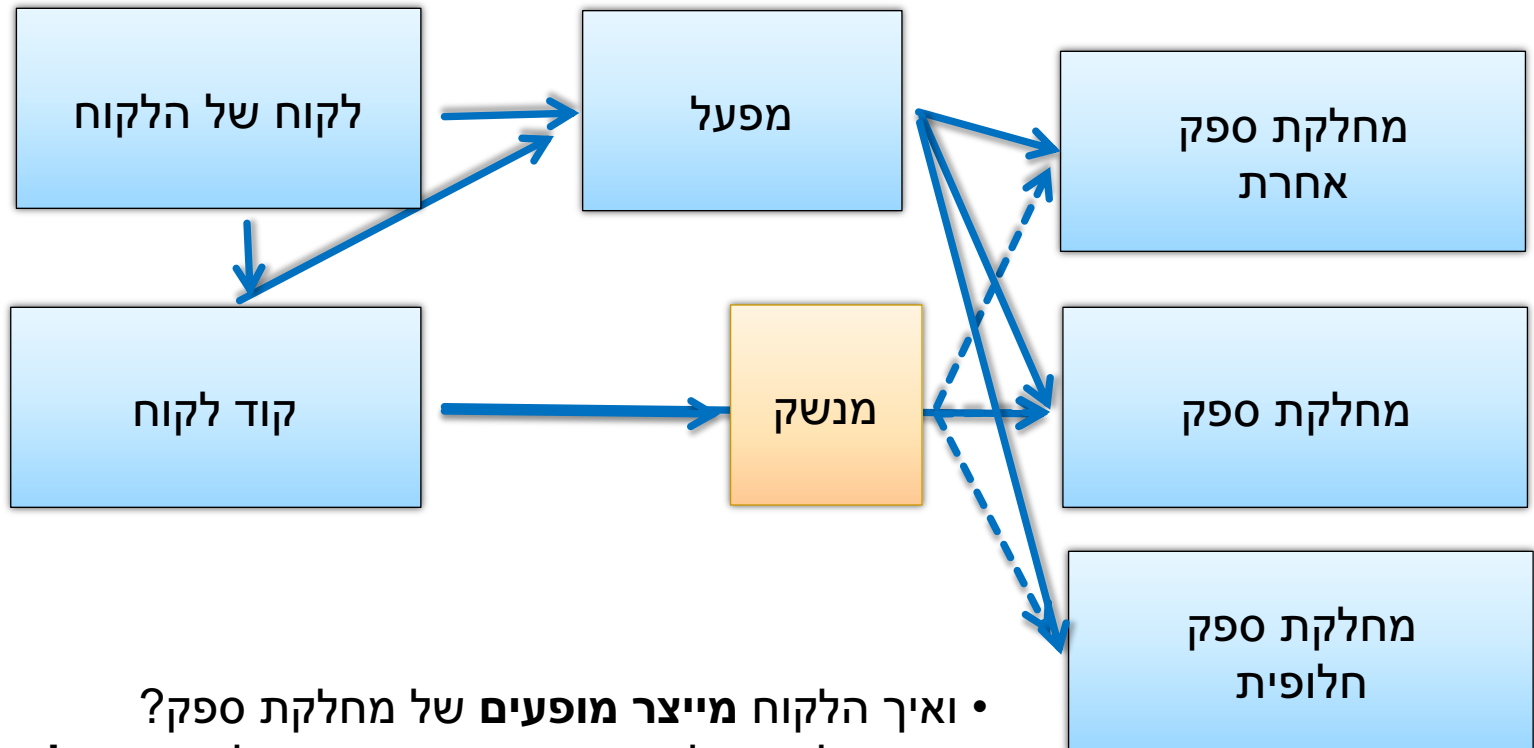 לקוח של הלקוח
מפעל
מחלקת ספק
אחרת
קוד לקוח
מנשק
מחלקת ספק
מחלקת ספק
חלופית
• ואיך הלקוח מייצר מופעים של מחלקת ספק?